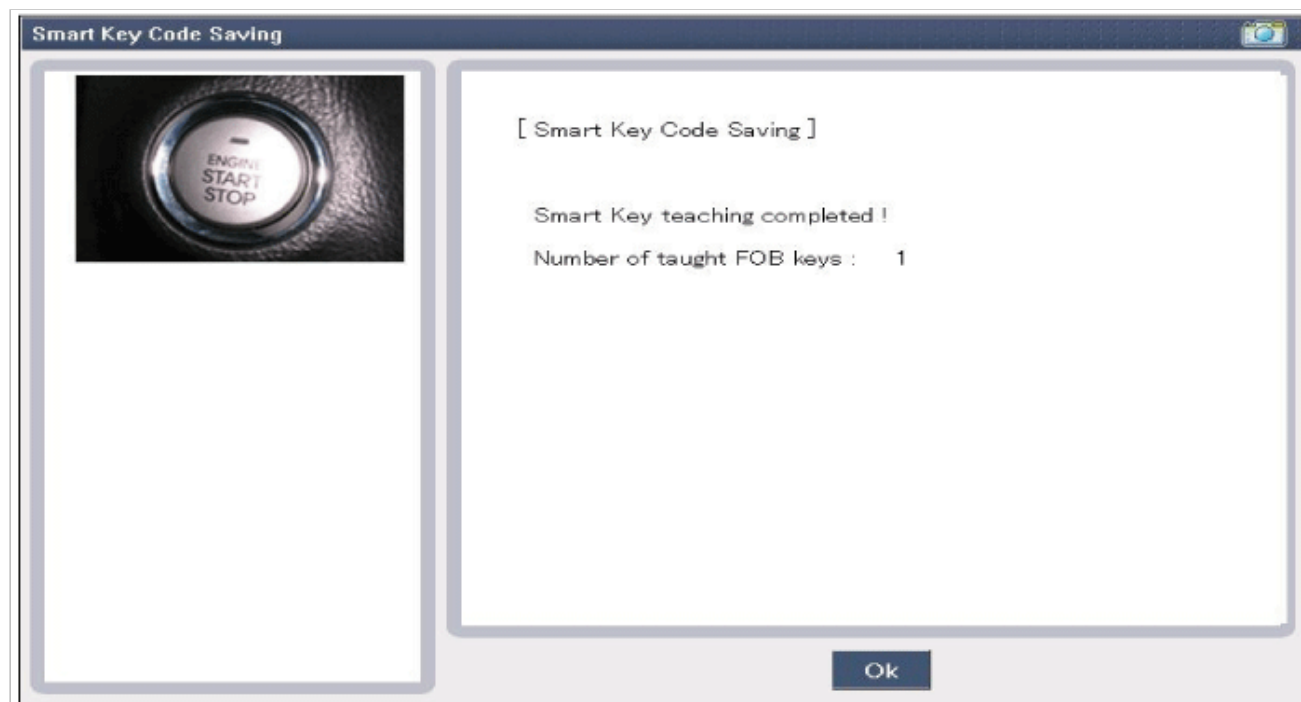 Smart Key Code Saving
ENGINE
START
STOP
[ Smart Key Code Saving ]
Smart Key teaching completed !
Number of taught FOB keys : 1
Ok